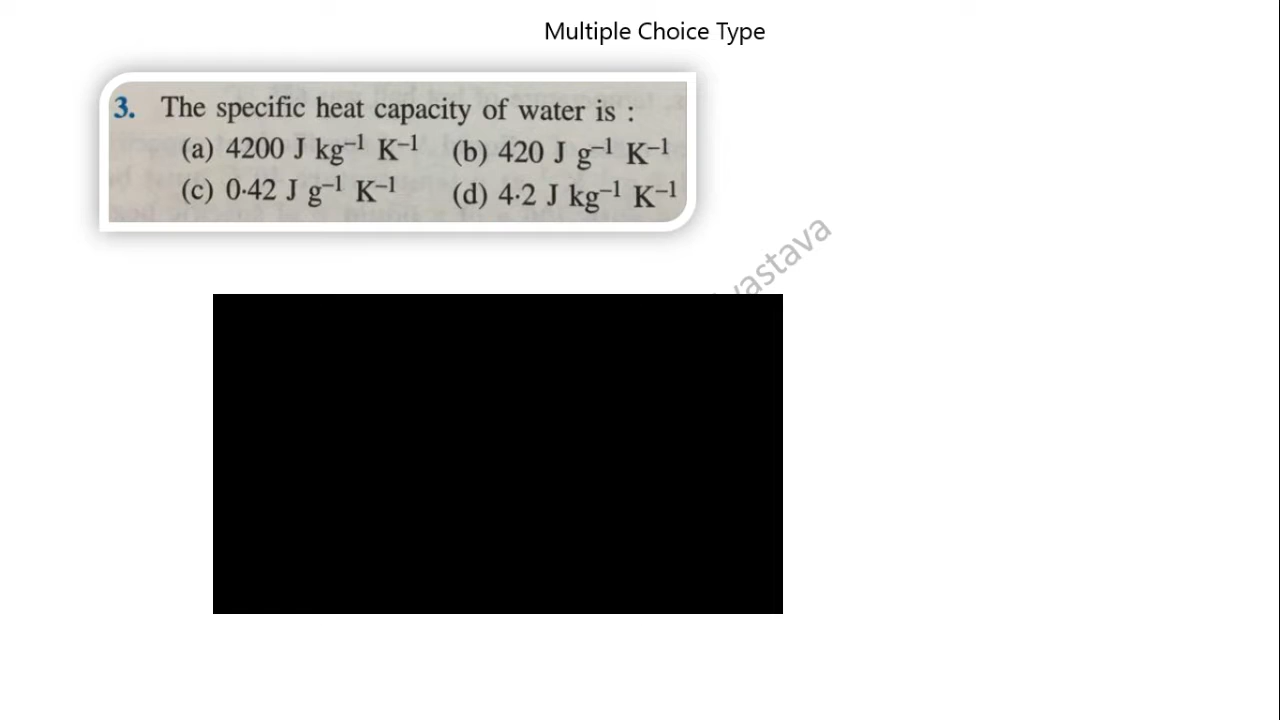 Multiple Choice Type
3. The specific heat capacity of water is :
(a) 4200 J kg⁻¹ K⁻¹ (b) 420 J g⁻¹ K⁻¹
(c) 0·42 J g⁻¹ K⁻¹ (d) 4·2 J kg⁻¹ K⁻¹